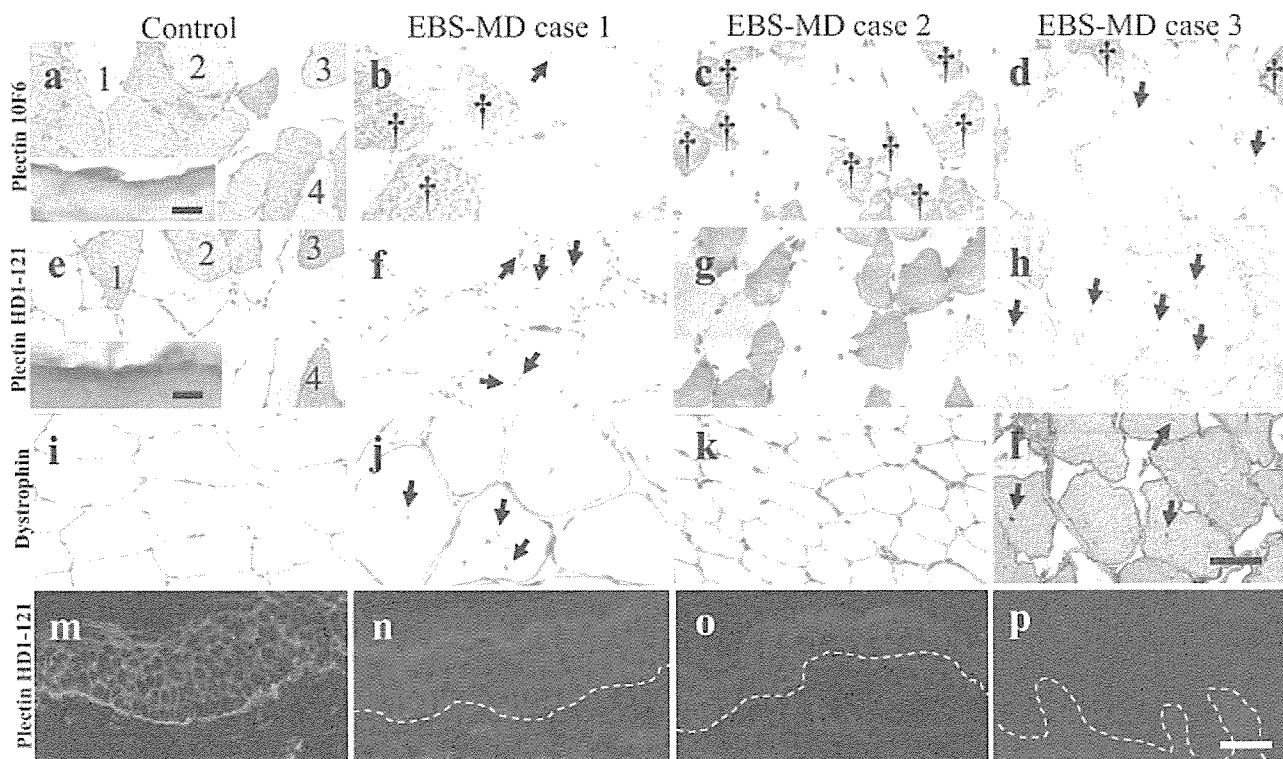 Control
EBS-MD case 1
EBS-MD case 2
EBS-MD case 3
Plectin 10F6
a
1
2
3
4
b
†
†
†
c
†
†
†
†
†
†
†
†
d
†
†
Plectin HD1-121
e
1
2
3
4
f
g
h
Dystrophin
i
j
k
l
Plectin HD1-121
m
n
o
p